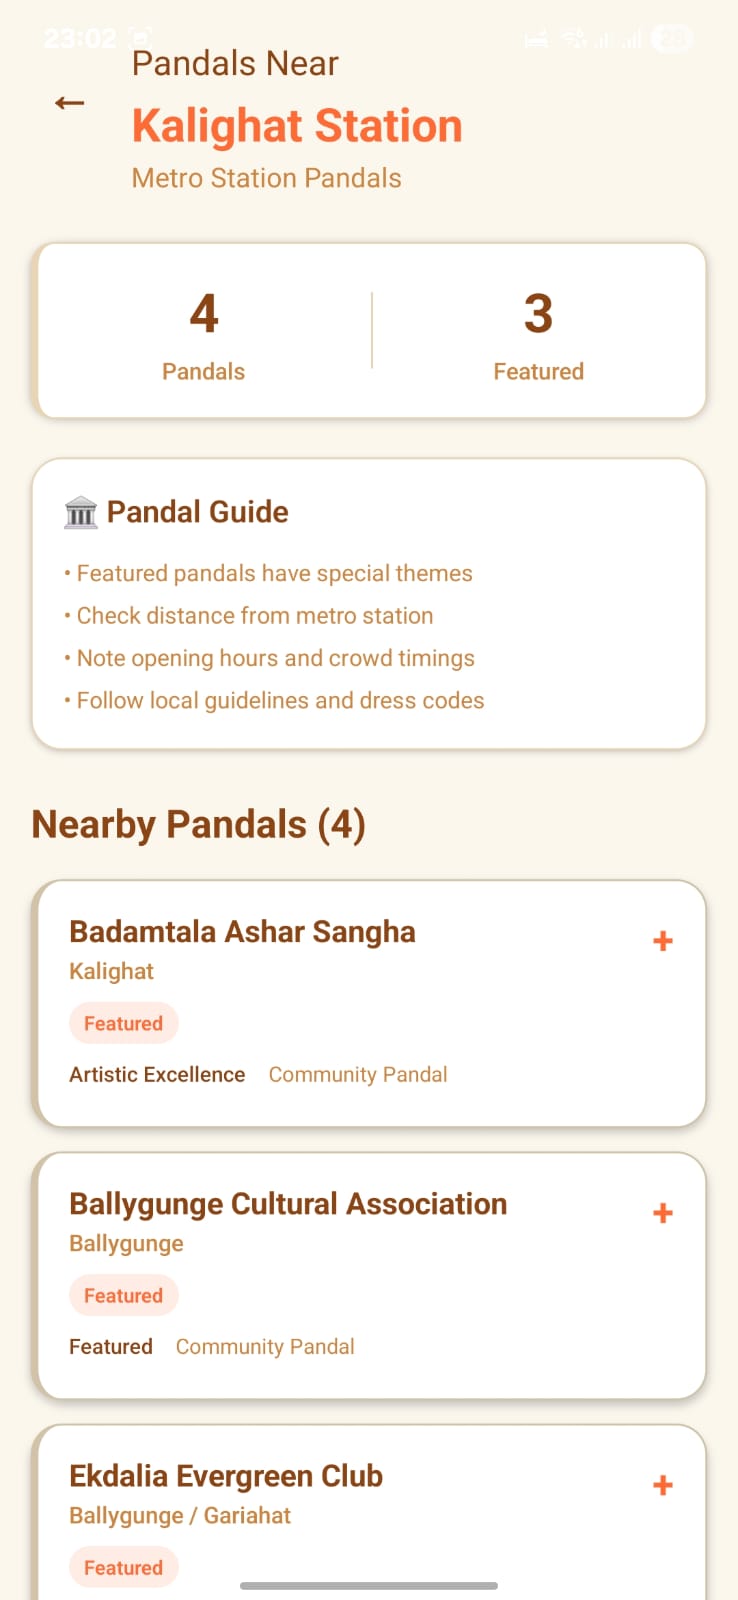 23:02
Pandals Near
←
Kalighat Station
Metro Station Pandals
4
3
Pandals
Featured
🏛️ Pandal Guide
• Featured pandals have special themes
• Check distance from metro station
• Note opening hours and crowd timings
• Follow local guidelines and dress codes
Nearby Pandals (4)
Badamtala Ashar Sangha
+
Kalighat
Featured
Artistic Excellence Community Pandal
Ballygunge Cultural Association
+
Ballygunge
Featured
Featured Community Pandal
Ekdalia Evergreen Club
+
Ballygunge / Gariahat
Featured